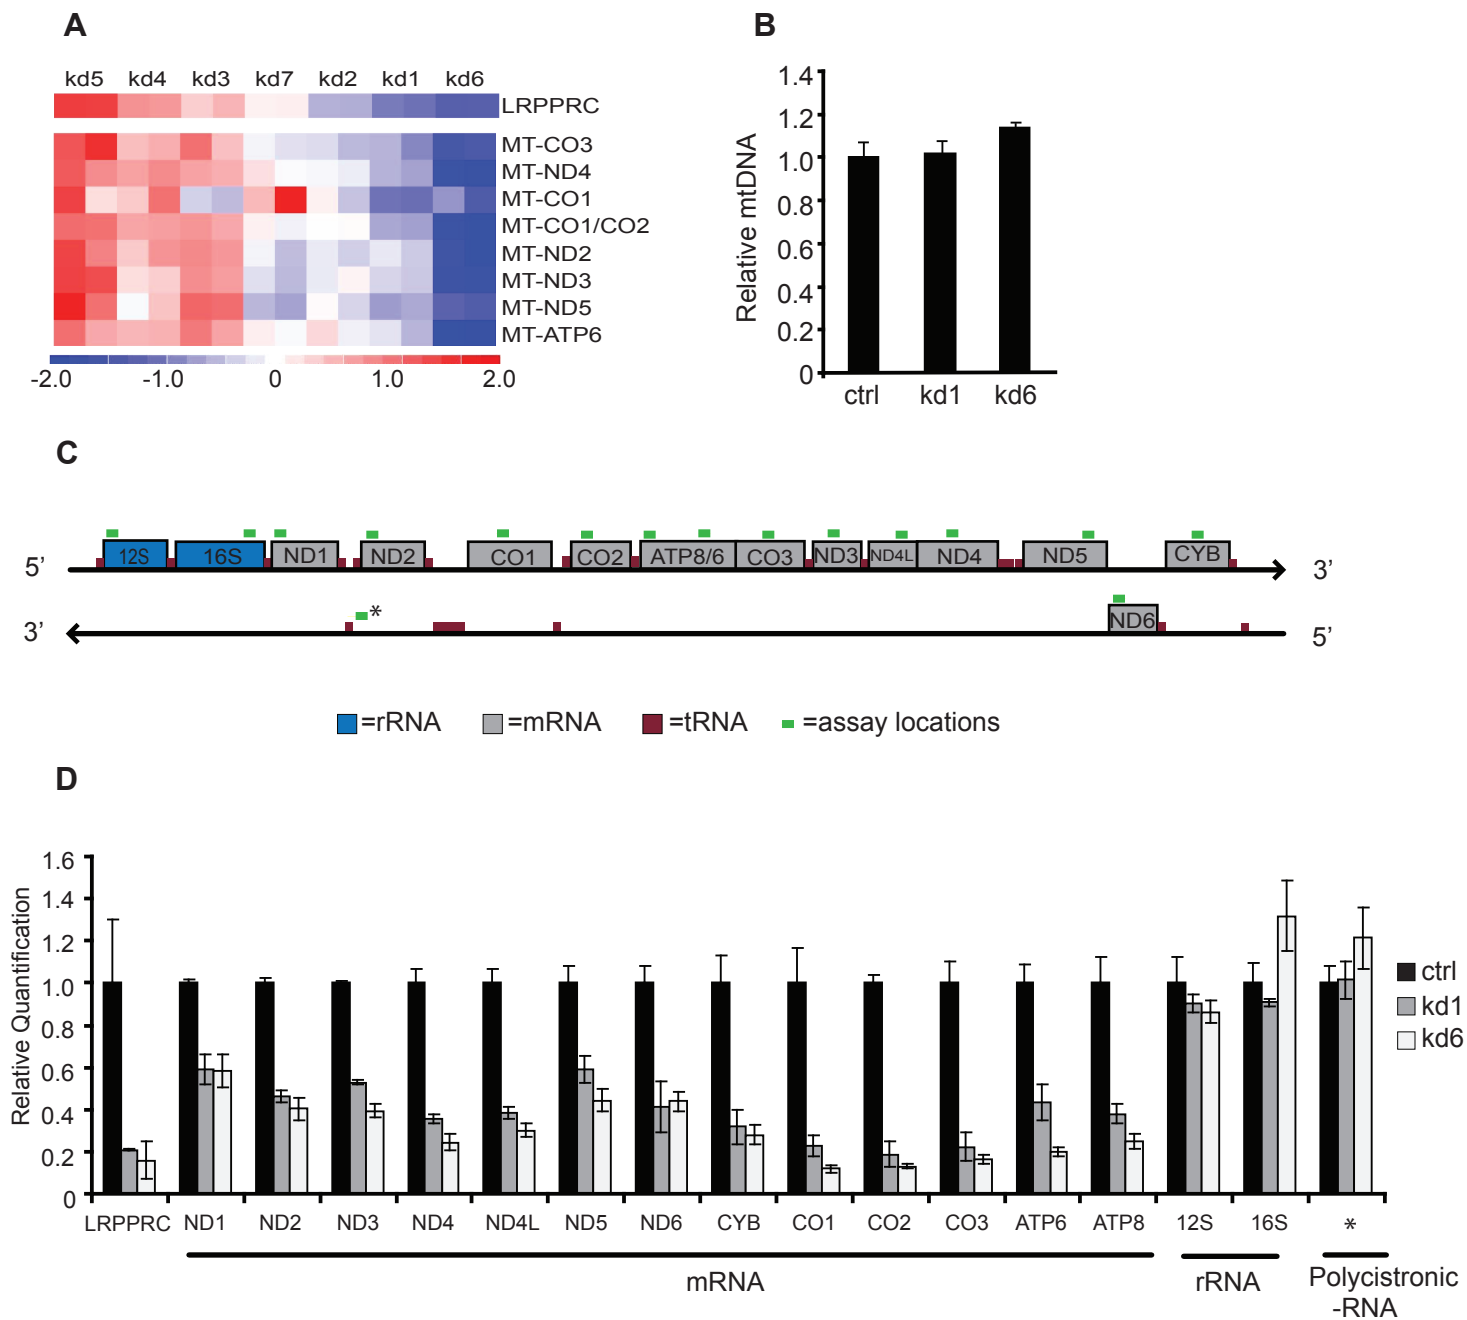 A
kd5 kd4 kd3 kd7 kd2 kd1 kd6
LRPPRC
MT-CO3
MT-ND4
MT-CO1
MT-CO1/CO2
MT-ND2
MT-ND3
MT-ND5
MT-ATP6
-2.0 -1.0 0 1.0 2.0
B
Relative mtDNA
1.4
1.2
1.0
0.8
0.6
0.4
0.2
0
ctrl kd1 kd6
C
5' 12S 16S ND1 ND2 CO1 CO2 ATP8/6 CO3 ND3 ND4L ND4 ND5 CYB 3'
3' * ND6 5'
=rRNA =mRNA =tRNA =assay locations
D
Relative Quantification
1.6
1.4
1.2
1.0
0.8
0.6
0.4
0.2
0
ctrl
kd1
kd6
LRPPRC ND1 ND2 ND3 ND4 ND4L ND5 ND6 CYB CO1 CO2 CO3 ATP6 ATP8 12S 16S *
mRNA rRNA Polycistronic
-RNA